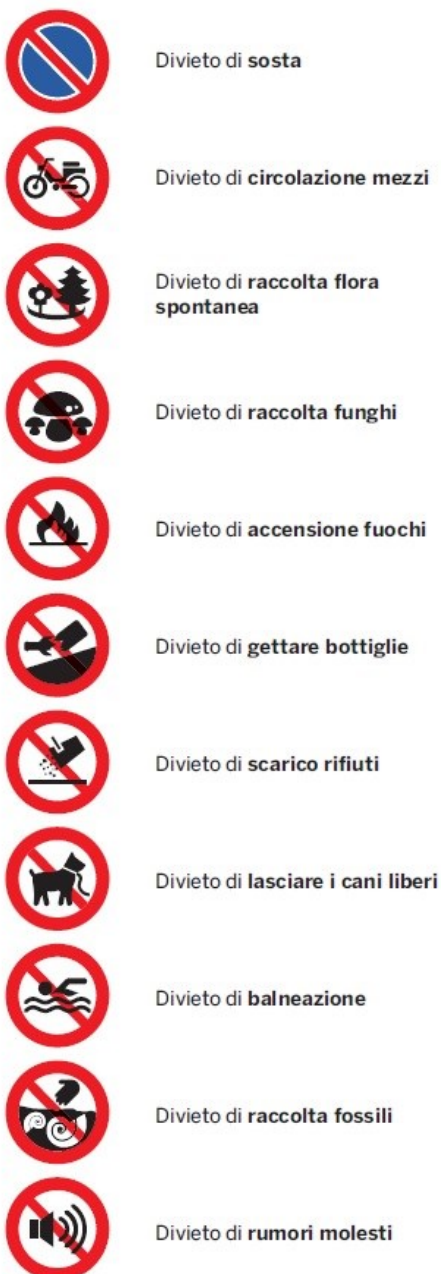 Divieto di sosta
Divieto di circolazione mezzi
Divieto di raccolta flora
spontanea
Divieto di raccolta funghi
Divieto di accensione fuochi
Divieto di gettare bottiglie
Divieto di scarico rifiuti
Divieto di lasciare i cani liberi
Divieto di balneazione
Divieto di raccolta fossili
Divieto di rumori molesti